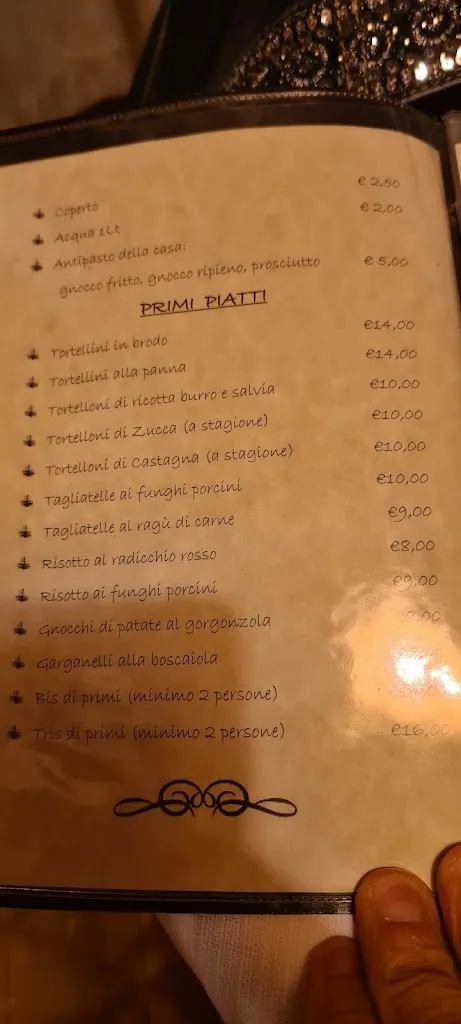 Coperto € 2,50
Acqua 1Lt € 2,00
Antipasto della casa:
gnocco fritto, gnocco ripieno, prosciutto € 5,00
PRIMI PIATTI
Tortellini in brodo €14,00
Tortellini alla panna €14,00
Tortelloni di ricotta burro e salvia €10,00
Tortelloni di Zucca (a stagione) €10,00
Tortelloni di Castagna (a stagione) €10,00
Tagliatelle ai funghi porcini €10,00
Tagliatelle al ragù di carne €9,00
Risotto al radicchio rosso €8,00
Risotto ai funghi porcini €9,00
Gnocchi di patate al gorgonzola
Garganelli alla boscaiola
Bis di primi (minimo 2 persone)
Tris di primi (minimo 2 persone) €16,00